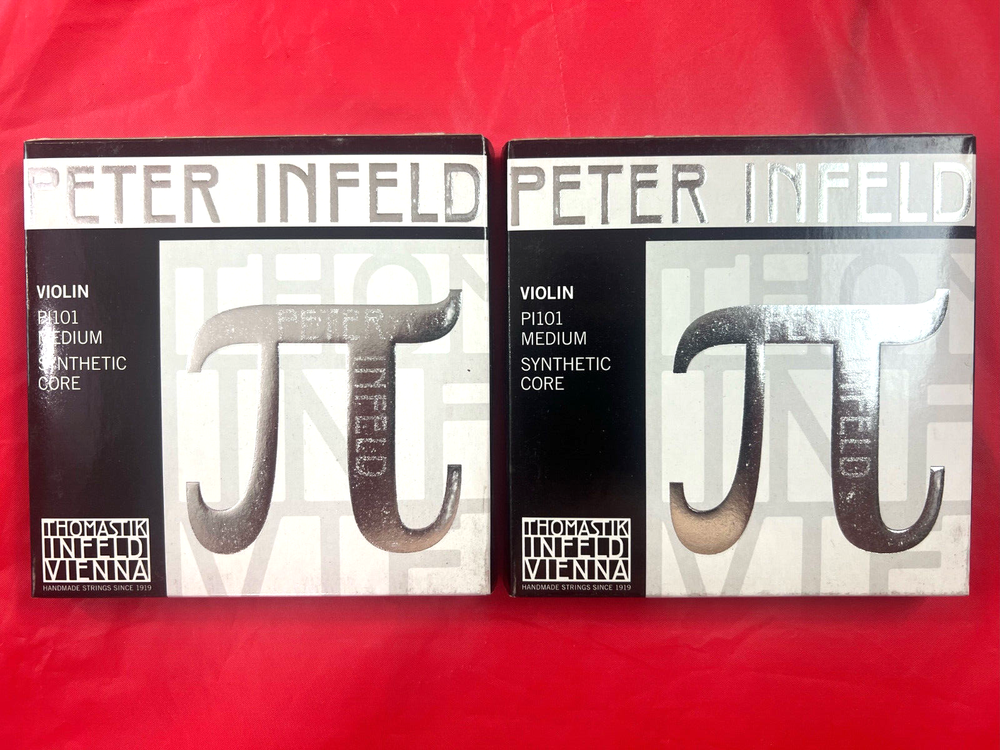 PETER INFELD
VIOLIN
PI101
MEDIUM
SYNTHETIC
CORE
PETER
INFELD
THOMASTIK
INFELD
VIENNA
HANDMADE STRINGS SINCE 1919
PETER INFELD
VIOLIN
PI101
MEDIUM
SYNTHETIC
CORE
PETER
INFELD
THOMASTIK
INFELD
VIENNA
HANDMADE STRINGS SINCE 1919